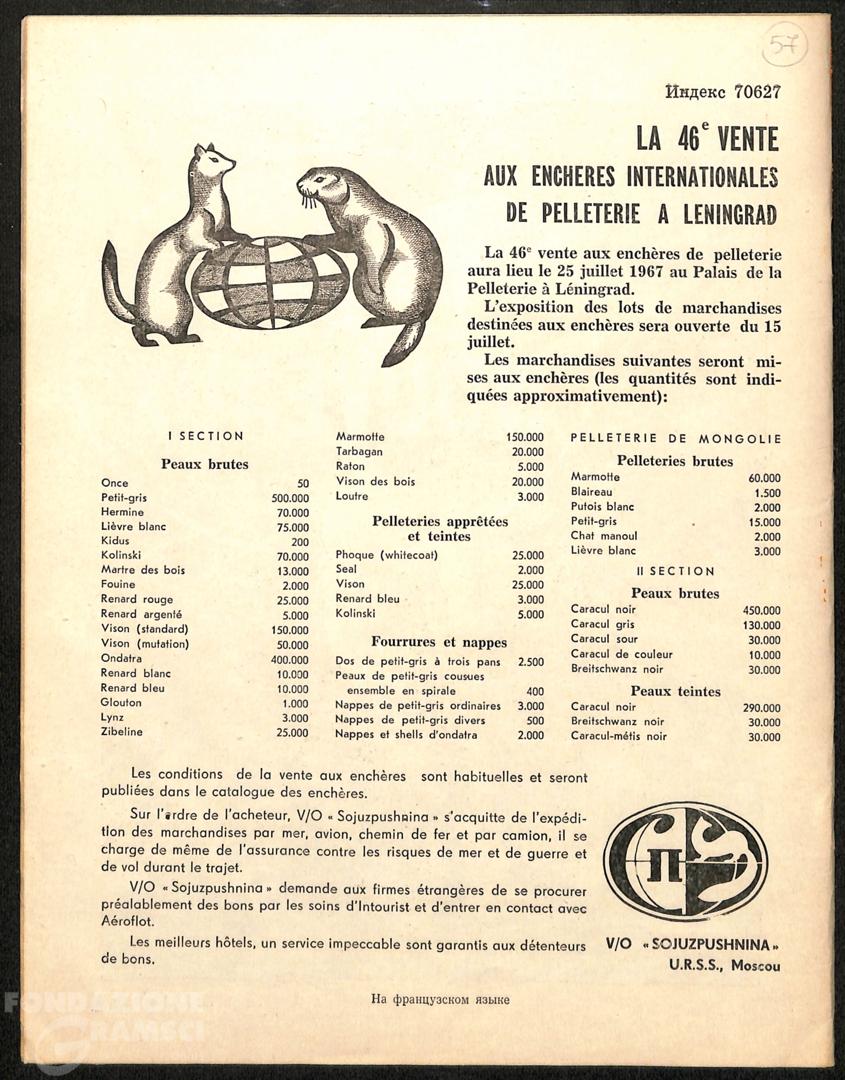 57
Индекс 70627
LA 46e VENTE
AUX ENCHERES INTERNATIONALES
DE PELLETERIE A LENINGRAD
La 46e vente aux enchères de pelleterie
aura lieu le 25 juillet 1967 au Palais de la
Pelleterie à Léningrad.
L'exposition des lots de marchandises
destinées aux enchères sera ouverte du 15
juillet.
Les marchandises suivantes seront mi-
ses aux enchères (les quantités sont indi-
quées approximativement):
I SECTION
Peaux brutes
Once 50
Petit-gris 500.000
Hermine 70.000
Lièvre blanc 75.000
Kidus 200
Kolinski 70.000
Martre des bois 13.000
Fouine 2.000
Renard rouge 25.000
Renard argenté 5.000
Vison (standard) 150.000
Vison (mutation) 50.000
Ondatra 400.000
Renard blanc 10.000
Renard bleu 10.000
Glouton 1.000
Lynz 3.000
Zibeline 25.000
Marmotte 150.000
Tarbagan 20.000
Raton 5.000
Vison des bois 20.000
Loutre 3.000
Pelleteries apprêtées
et teintes
Phoque (whitecoat) 25.000
Seal 2.000
Vison 25.000
Renard bleu 3.000
Kolinski 5.000
Fourrures et nappes
Dos de petit-gris à trois pans 2.500
Peaux de petit-gris cousues
ensemble en spirale 400
Nappes de petit-gris ordinaires 3.000
Nappes de petit-gris divers 500
Nappes et shells d'ondatra 2.000
PELLETERIE DE MONGOLIE
Pelleteries brutes
Marmotte 60.000
Blaireau 1.500
Putois blanc 2.000
Petit-gris 15.000
Chat manoul 2.000
Lièvre blanc 3.000
II SECTION
Peaux brutes
Caracul noir 450.000
Caracul gris 130.000
Caracul sour 30.000
Caracul de couleur 10.000
Breitschwanz noir 30.000
Peaux teintes
Caracul noir 290.000
Breitschwanz noir 30.000
Caracul-métis noir 30.000
Les conditions de la vente aux enchères sont habituelles et seront
publiées dans le catalogue des enchères.
Sur l'ordre de l'acheteur, V/O « Sojuzpushnina » s'acquitte de l'expédi-
tion des marchandises par mer, avion, chemin de fer et par camion, il se
charge de même de l'assurance contre les risques de mer et de guerre et
de vol durant le trajet.
V/O « Sojuzpushnina » demande aux firmes étrangères de se procurer
préalablement des bons par les soins d'Intourist et d'entrer en contact avec
Aéroflot.
Les meilleurs hôtels, un service impeccable sont garantis aux détenteurs
de bons.
П
V/O « SOJUZPUSHNINA »
U.R.S.S., Moscou
На французском языке
FONDAZIONE
GRAMSCI